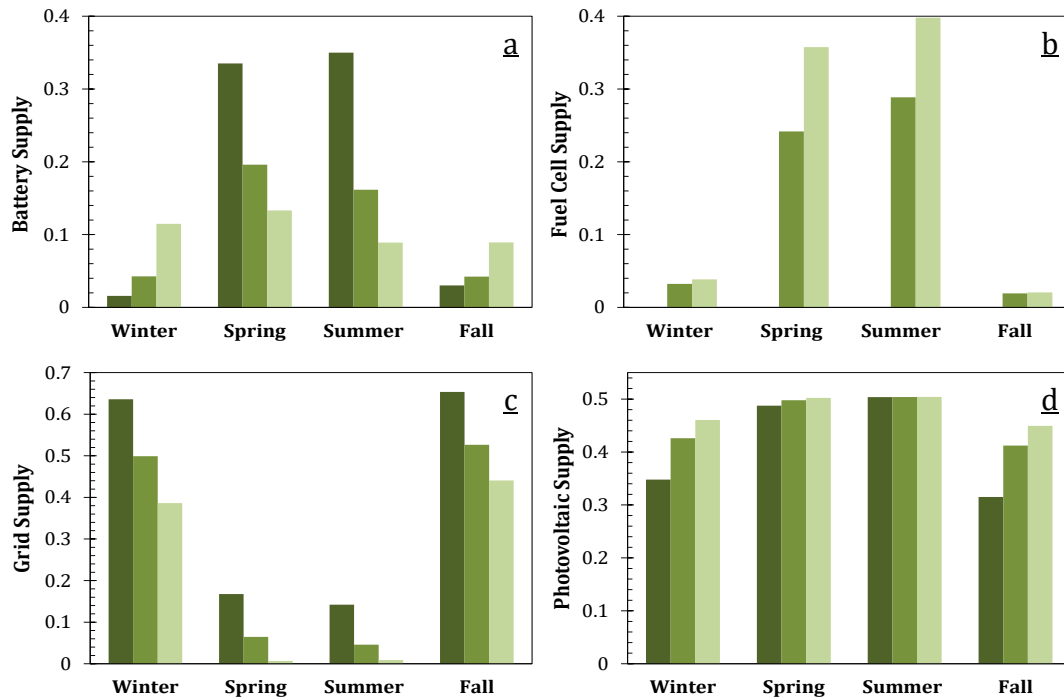 a
Battery Supply
0.4
0.3
0.2
0.1
0
Winter Spring Summer Fall
b
Fuel Cell Supply
0.4
0.3
0.2
0.1
0
Winter Spring Summer Fall
c
Grid Supply
0.7
0.6
0.5
0.4
0.3
0.2
0.1
0
Winter Spring Summer Fall
d
Photovoltaic Supply
0.5
0.4
0.3
0.2
0.1
0
Winter Spring Summer Fall